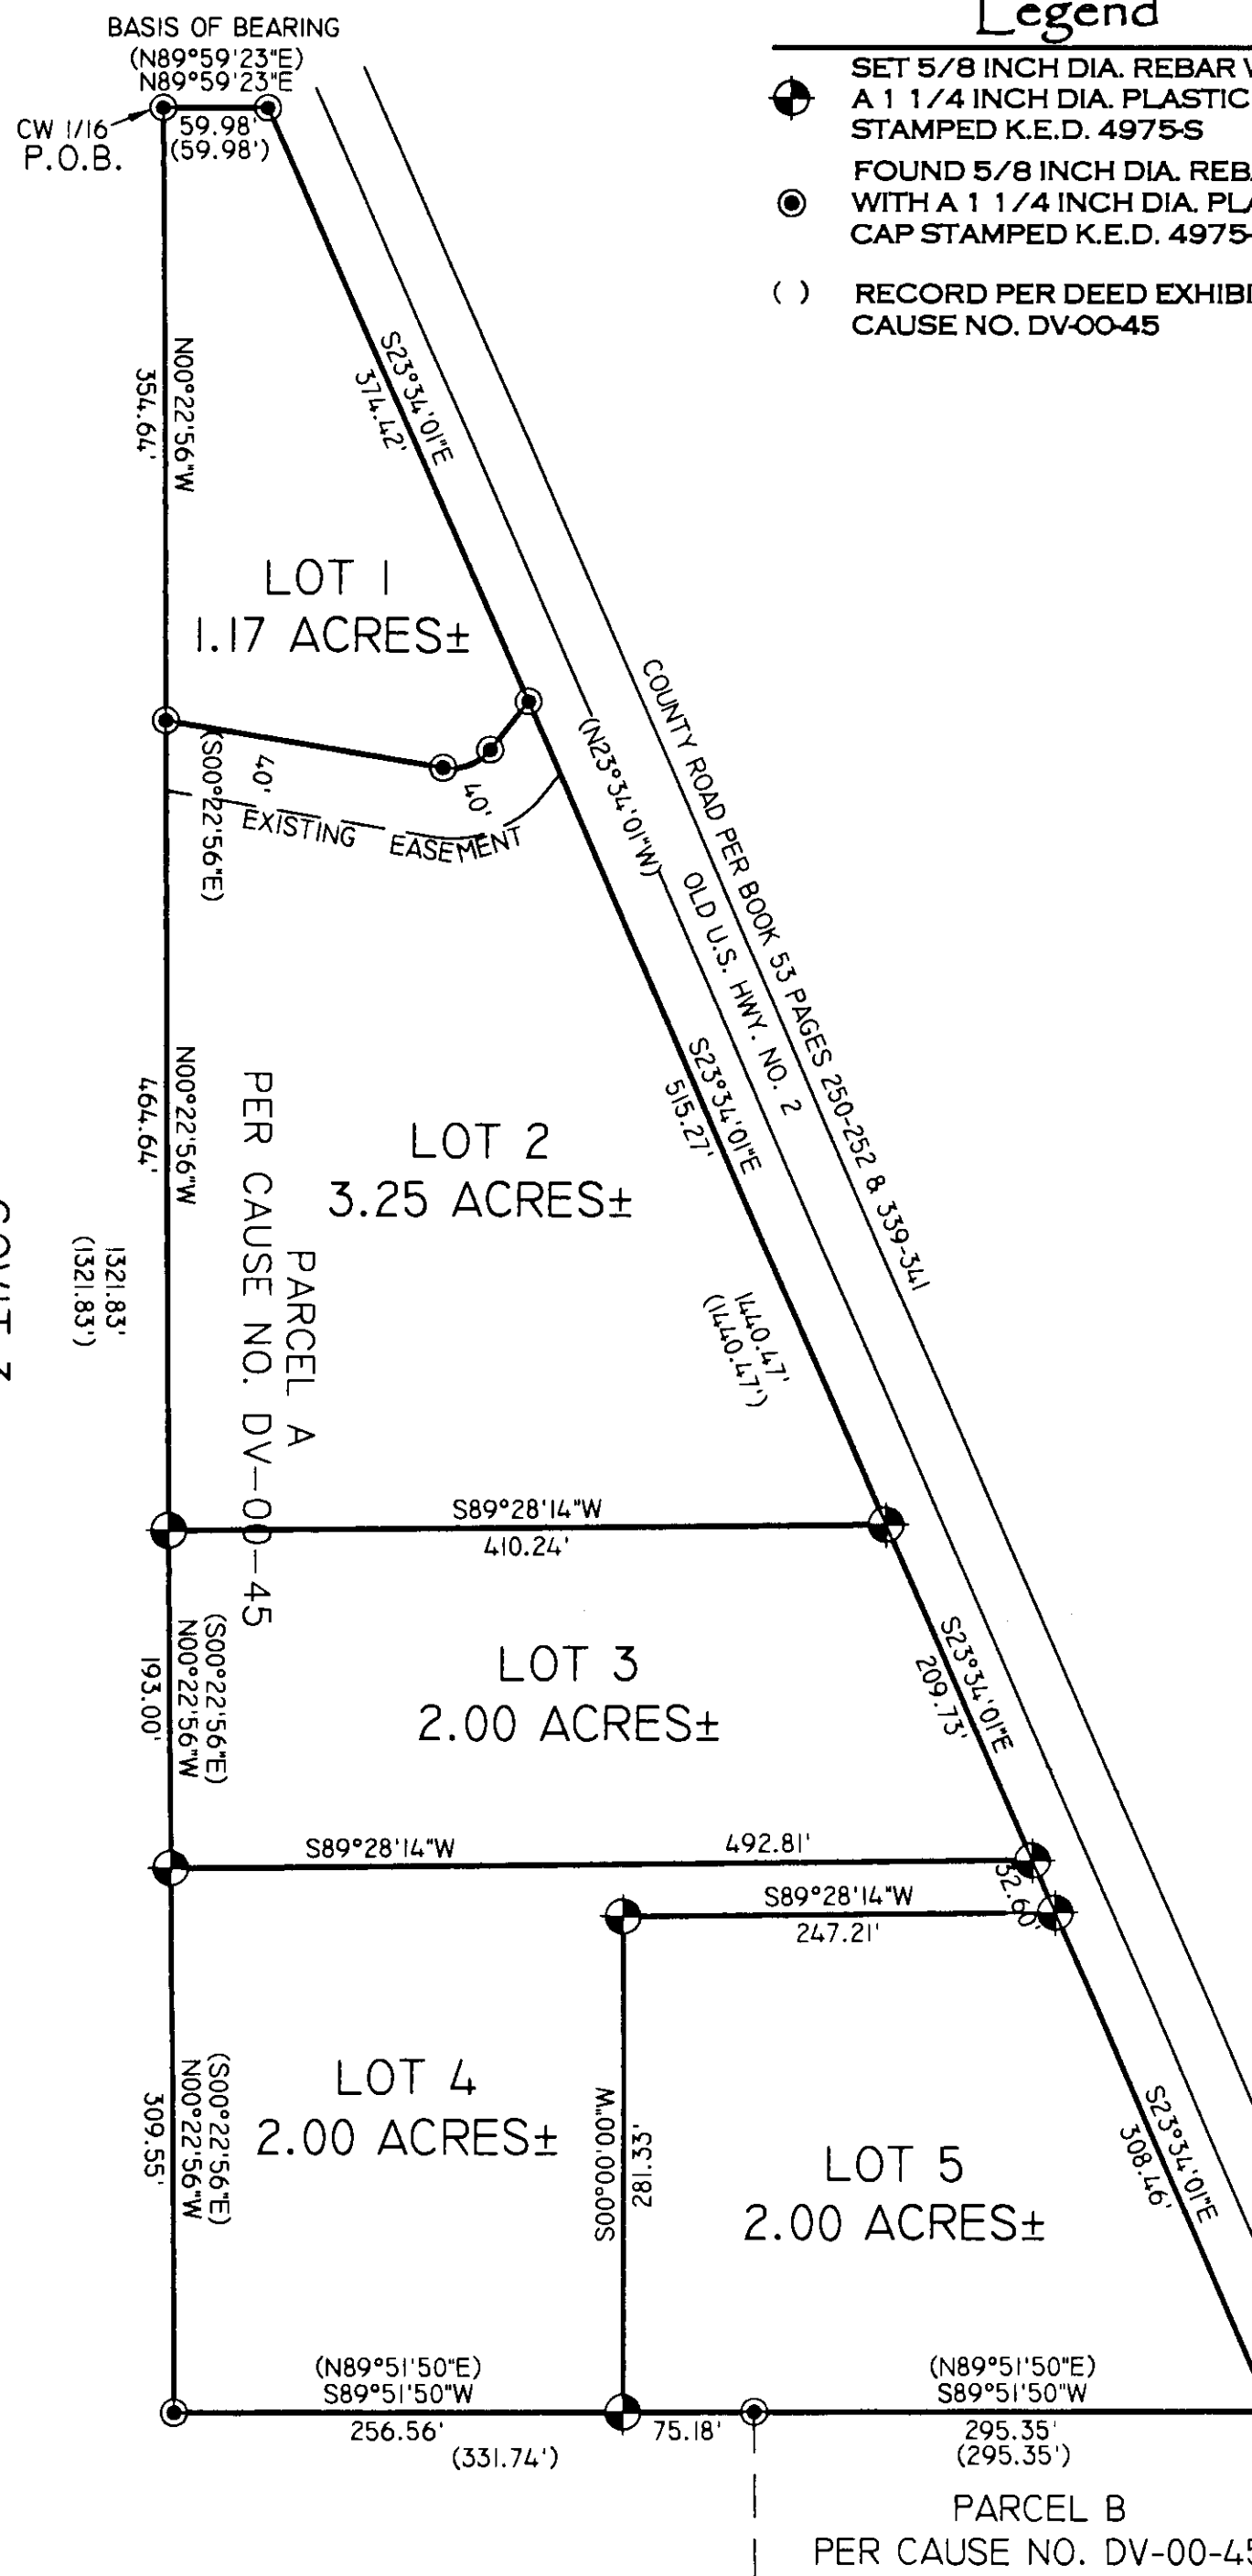 BASIS OF BEARING
(N89°59'23"E)
N89°59'23"E
CW 1/16
P.O.B.
59.98'
(59.98')
Legend
SET 5/8 INCH DIA. REBAR
A 1 1/4 INCH DIA. PLASTIC
STAMPED K.E.D. 4975-S
FOUND 5/8 INCH DIA.
WITH A 1 1/4 INCH DIA.
CAP STAMPED K.E.D. 4975-
( ) RECORD PER DEED
CAUSE NO. DV-00-45
N00°22'56"W
354.64'
S23°34'01"E
374.42'
LOT 1
1.17 ACRES±
(S00°22'56"E)
40'
40'
EXISTING EASEMENT
(N23°34'01"W)
COUNTY ROAD PER BOOK 53 PAGES 250-252 & 339-341
OLD U.S. HWY. NO. 2
N00°22'56"W
464.64'
1321.83'
(1321.83')
PARCEL A
PER CAUSE NO. DV-00-45
LOT 2
3.25 ACRES±
S23°34'01"E
515.27'
1440.47'
(1440.47')
S89°28'14"W
410.24'
(S00°22'56"E)
N00°22'56"W
193.00'
LOT 3
2.00 ACRES±
S23°34'01"E
209.73'
S89°28'14"W 492.81'
32.60'
S89°28'14"W
247.21'
(S00°22'56"E)
N00°22'56"W
309.55'
LOT 4
2.00 ACRES±
S00°00'00"W
281.33'
LOT 5
2.00 ACRES±
S23°34'01"E
308.46'
(N89°51'50"E)
S89°51'50"W
256.56'
(331.74')
75.18'
(N89°51'50"E)
S89°51'50"W
295.35'
(295.35')
PARCEL B
PER CAUSE NO. DV-00-45